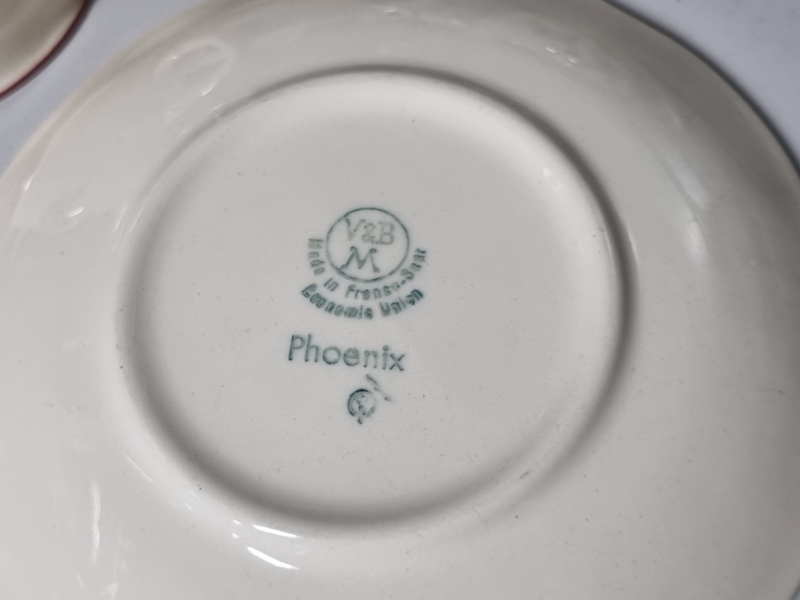 V&B
M
Made in France-Saar
Economic Union
Phoenix